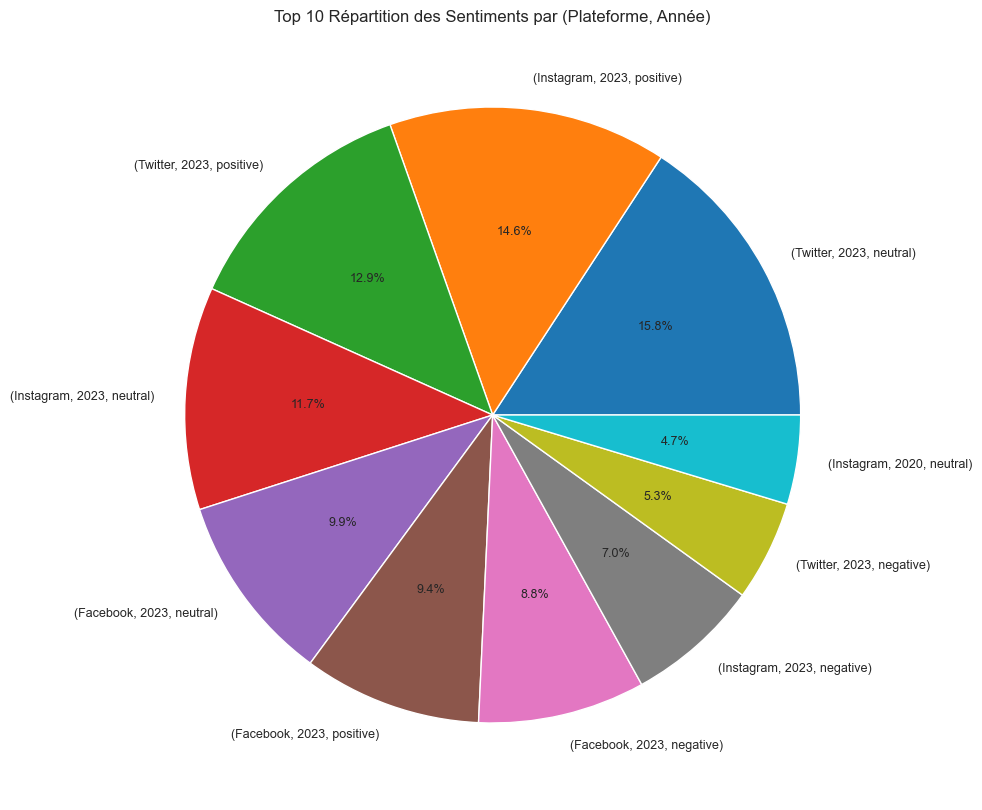 Top 10 Répartition des Sentiments par (Plateforme, Année)
(Instagram, 2023, positive)
(Twitter, 2023, positive)
(Twitter, 2023, neutral)
14.6%
12.9%
15.8%
(Instagram, 2023, neutral)
11.7%
4.7%
(Instagram, 2020, neutral)
5.3%
9.9%
7.0%
(Twitter, 2023, negative)
9.4%
8.8%
(Facebook, 2023, neutral)
(Instagram, 2023, negative)
(Facebook, 2023, positive)
(Facebook, 2023, negative)